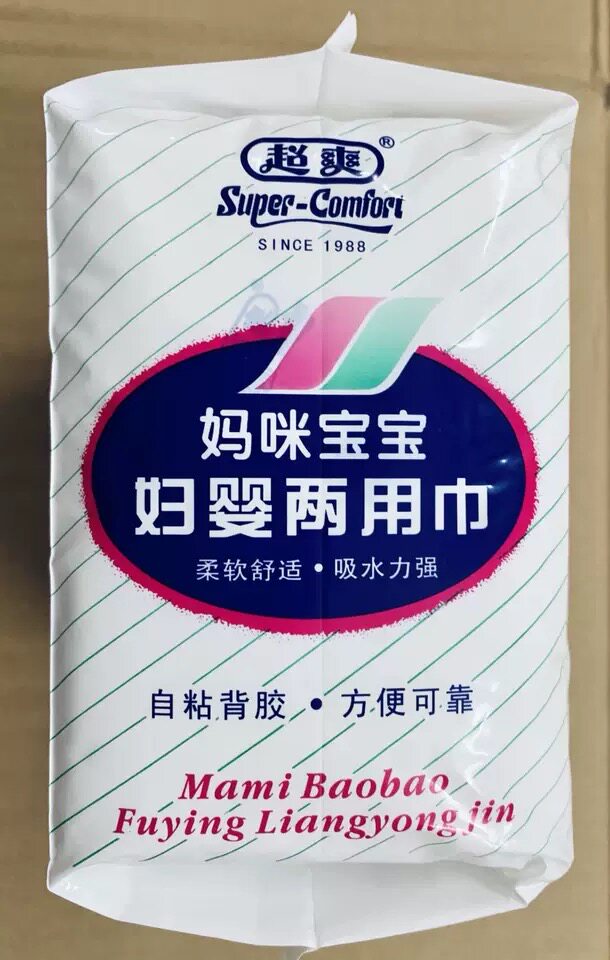 超爽®
Super-Comfort
SINCE 1988
妈咪宝宝
妇婴两用巾
柔软舒适·吸水力强
自粘背胶·方便可靠
Mami Baobao
Fuying Liangyong jin